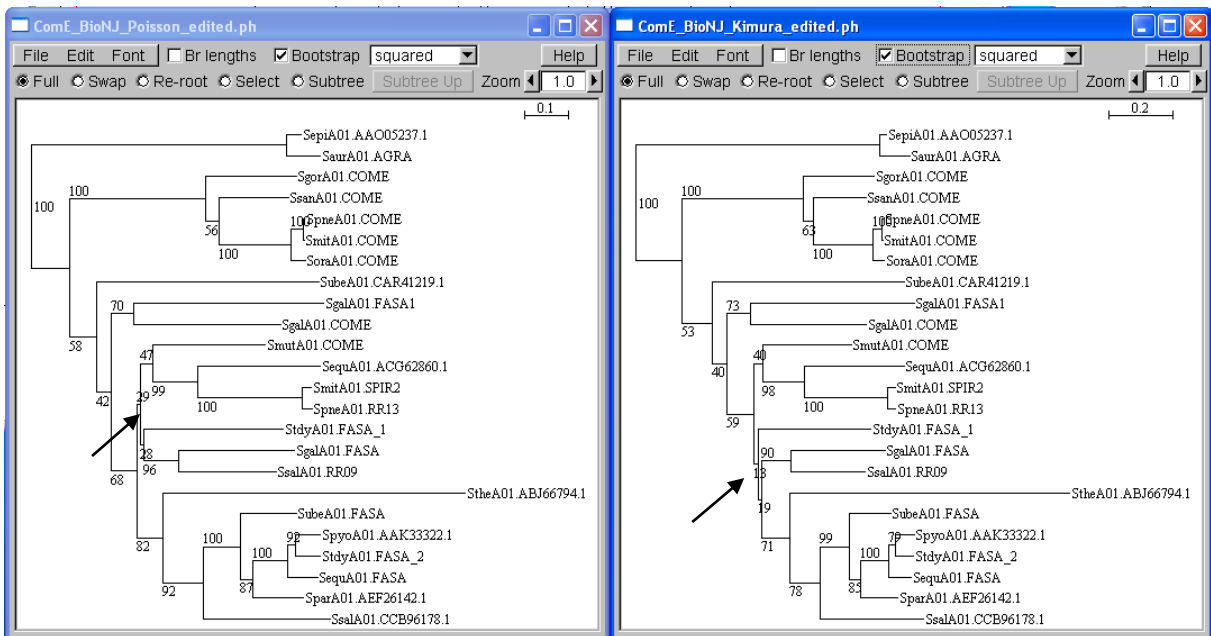 ComE_BioNJ_Poisson_edited.ph
File Edit Font Br lengths Bootstrap squared Help
Full Swap Re-root Select Subtree Subtree Up Zoom 1.0
0.1
SepiA01.AAO05237.1
SaurA01.AGRA
SgorA01.COME
100
SsanA01.COME
100
100
SpneA01.COME
56
SmitA01.COME
100
SoraA01.COME
SubeA01.CAR41219.1
70
SgalA01.FASA1
SgalA01.COME
58
SmutA01.COME
47
SequA01.ACG62860.1
99
SmitA01.SPIR2
42
29
100
SpneA01.RR13
StdyA01.FASA_1
28
SgalA01.FASA
96
SsalA01.RR09
68
StheA01.ABJ66794.1
SubeA01.FASA
82
100
92
SpyoA01.AAK33322.1
100
StdyA01.FASA_2
SequA01.FASA
92
87
SparA01.AEF26142.1
SsalA01.CCB96178.1
ComE_BioNJ_Kimura_edited.ph
File Edit Font Br lengths Bootstrap squared Help
Full Swap Re-root Select Subtree Subtree Up Zoom 1.0
0.2
SepiA01.AAO05237.1
SaurA01.AGRA
SgorA01.COME
100
SsanA01.COME
100
100
SpneA01.COME
63
SmitA01.COME
100
SoraA01.COME
SubeA01.CAR41219.1
73
SgalA01.FASA1
53
SgalA01.COME
SmutA01.COME
40
SequA01.ACG62860.1
40
98
SmitA01.SPIR2
100
SpneA01.RR13
59
StdyA01.FASA_1
90
SgalA01.FASA
13
SsalA01.RR09
StheA01.ABJ66794.1
19
SubeA01.FASA
71
99
79
SpyoA01.AAK33322.1
100
StdyA01.FASA_2
SequA01.FASA
78
85
SparA01.AEF26142.1
SsalA01.CCB96178.1